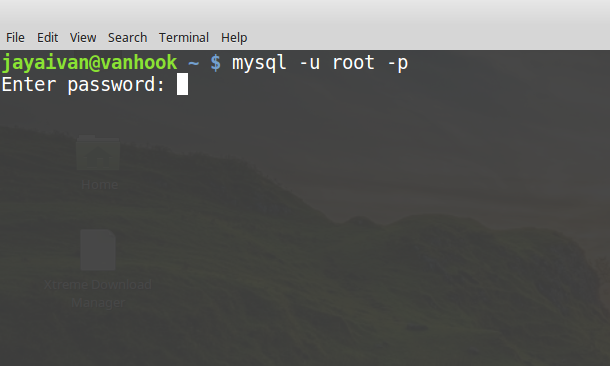 File Edit View Search Terminal Help
jayaivan@vanhook ~ $ mysql -u root -p
Enter password:
Home
Xtreme Download
Manager